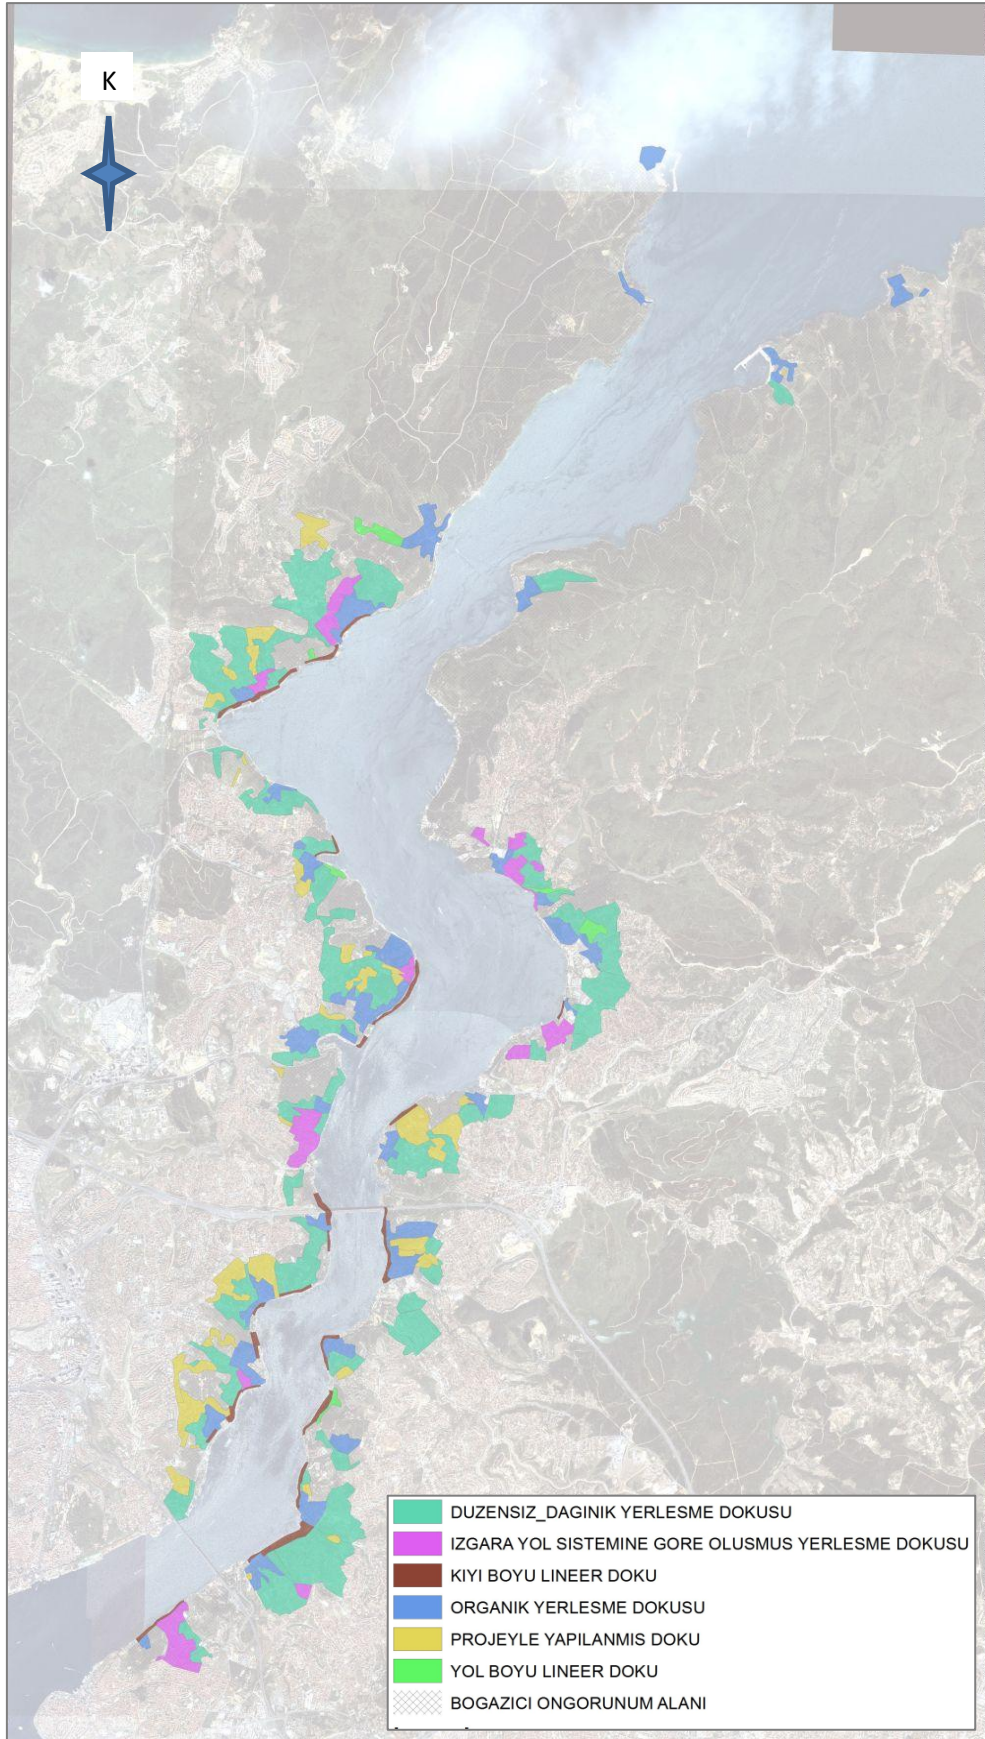 K
DUZENSIZ_DAGINIK YERLESME DOKUSU
IZGARA YOL SISTEMINE GORE OLUSMUS YERLESME DOKUSU
KIYI BOYU LINEER DOKU
ORGANIK YERLESME DOKUSU
PROJEYLE YAPILANMIS DOKU
YOL BOYU LINEER DOKU
BOGAZICI ONGORUNUM ALANI